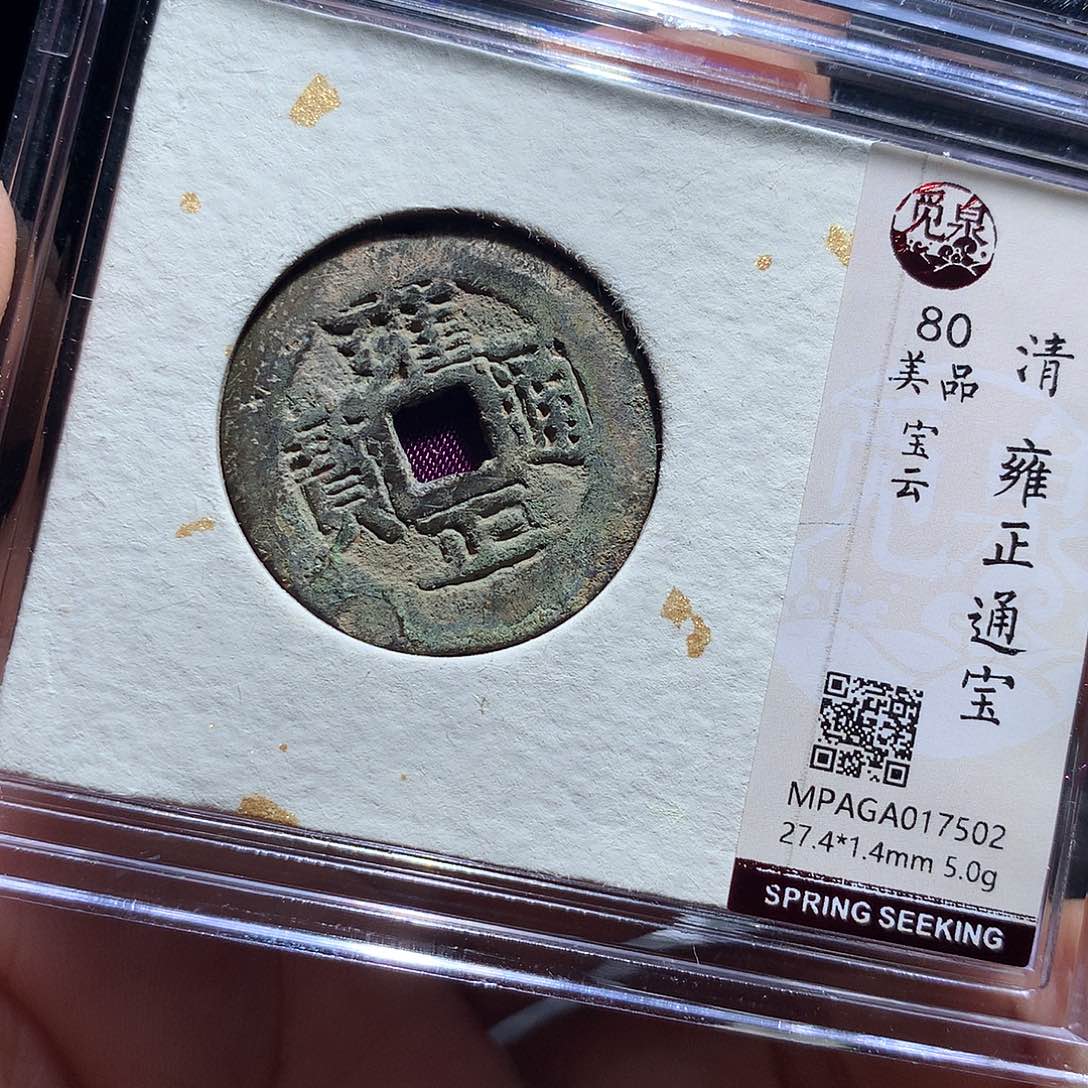 雍正通寶
觅泉
80
美品
宝云
清 雍正通宝
MPAGA017502
27.4*1.4mm 5.0g
SPRING SEEKING